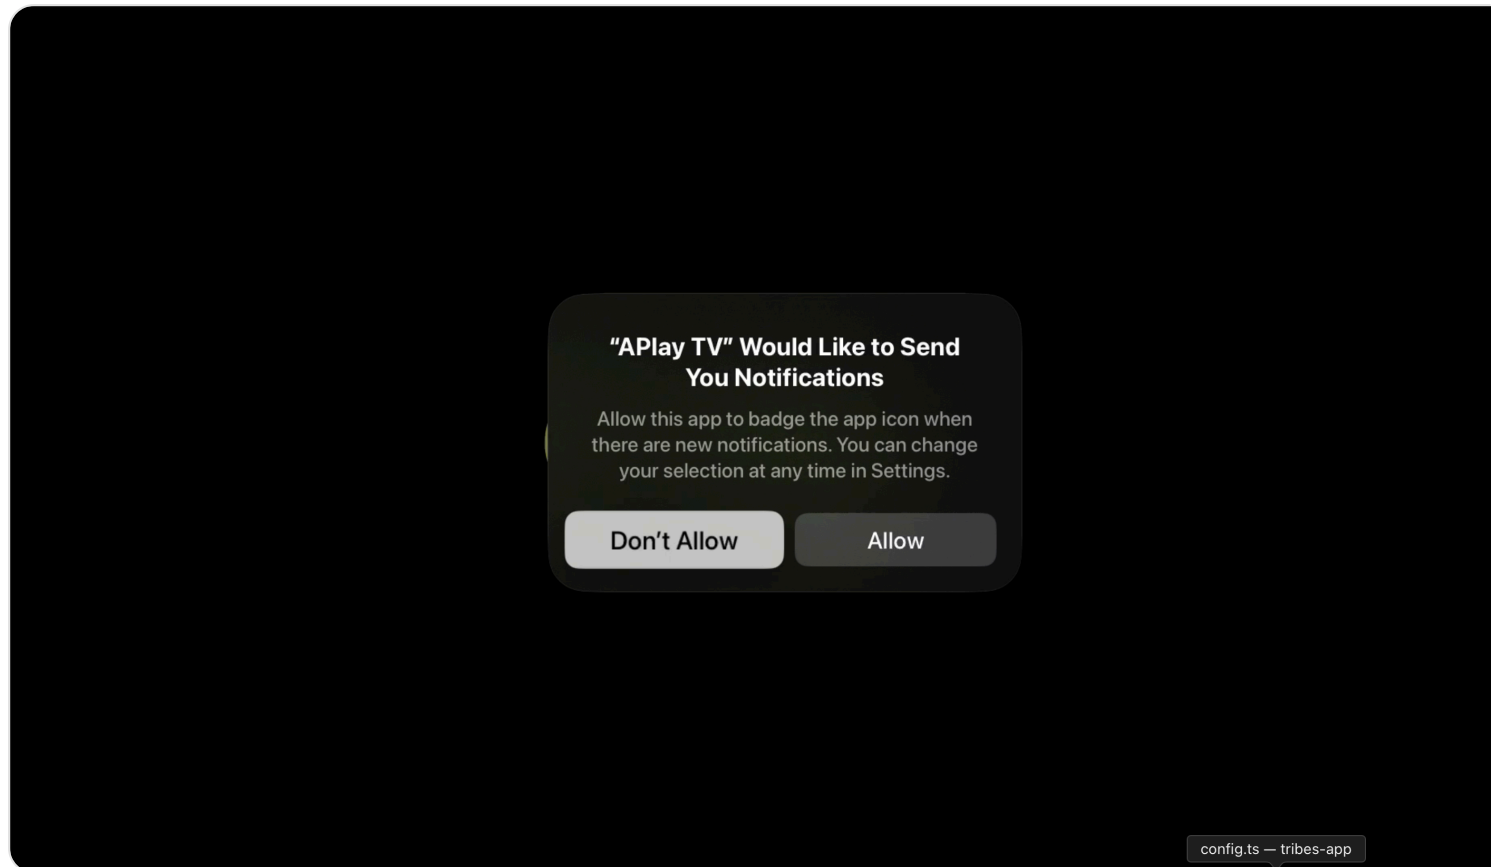 “APlay TV” Would Like to Send
You Notifications
Allow this app to badge the app icon when
there are new notifications. You can change
your selection at any time in Settings.
Don’t Allow
Allow
config.ts — tribes-app